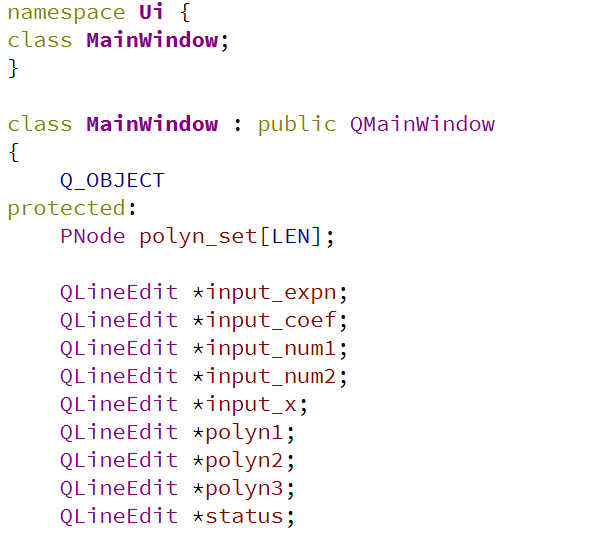 namespace Ui {
class MainWindow;
}

class MainWindow : public QMainWindow
{
    Q_OBJECT
protected:
    PNode polyn_set[LEN];

    QLineEdit *input_expn;
    QLineEdit *input_coef;
    QLineEdit *input_num1;
    QLineEdit *input_num2;
    QLineEdit *input_x;
    QLineEdit *polyn1;
    QLineEdit *polyn2;
    QLineEdit *polyn3;
    QLineEdit *status;